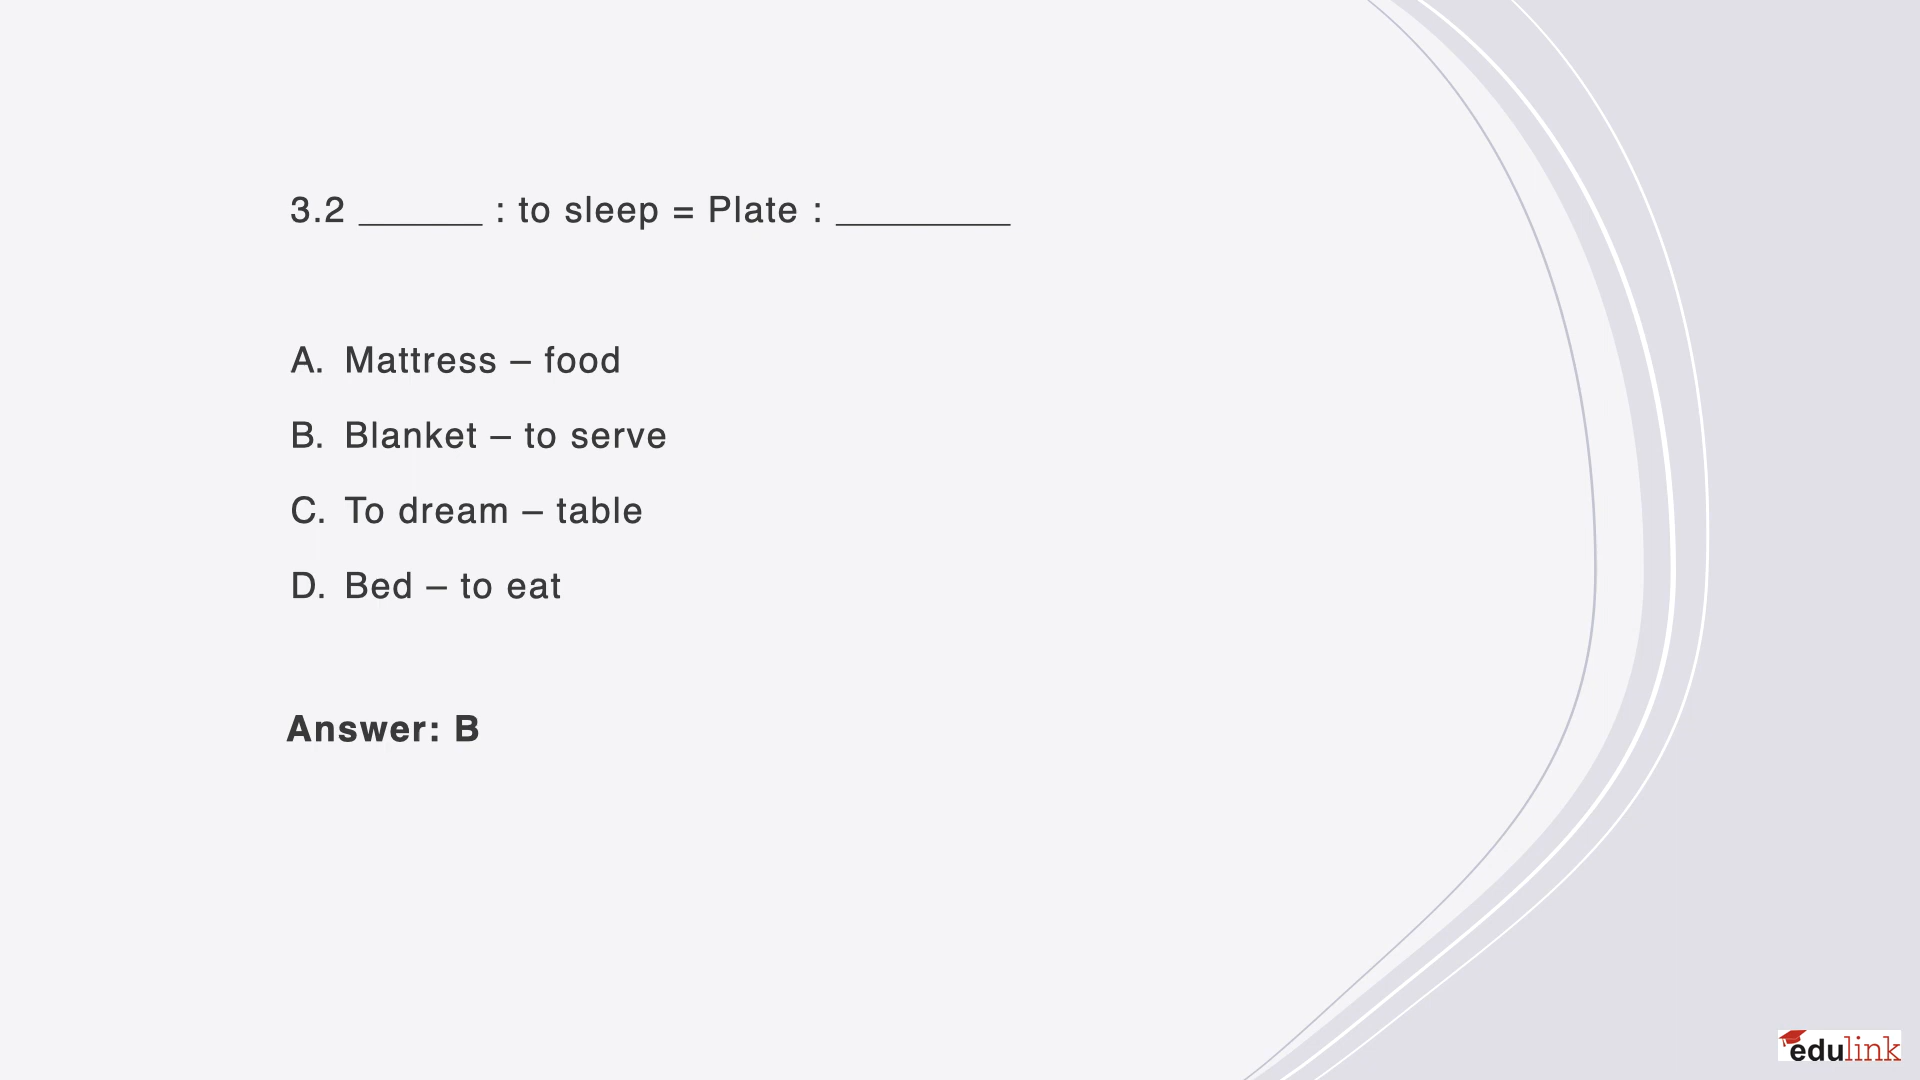 3.2 ______ : to sleep = Plate : ________
A. Mattress – food
B. Blanket – to serve
C. To dream – table
D. Bed – to eat
Answer: B
edulink